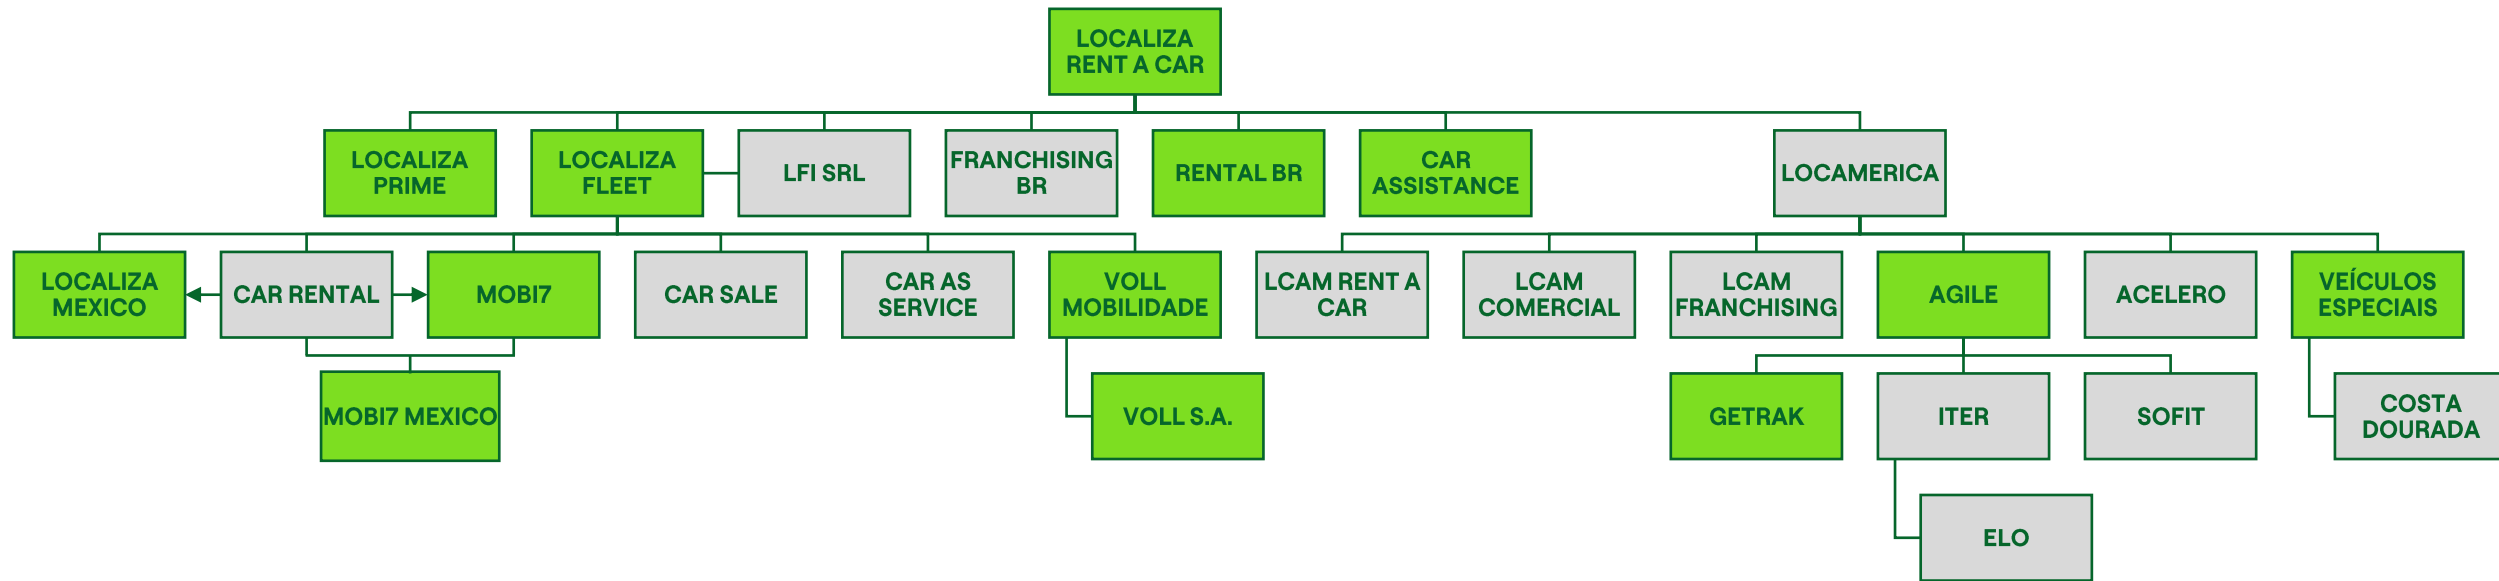 LOCALIZA
RENT A CAR
LOCALIZA
PRIME
LOCALIZA
FLEET
LFI SRL
FRANCHISING
BR
RENTAL BR
CAR
ASSISTANCE
LOCAMERICA
LOCALIZA
MEXICO
CAR RENTAL
MOBI7
CAR SALE
CAR AS
SERVICE
VOLL
MOBILIDADE
LCAM RENT A
CAR
LCAM
COMERCIAL
LCAM
FRANCHISING
AGILE
ACELERO
VEÍCULOS
ESPECIAIS
MOBI7 MEXICO
VOLL S.A.
GETRAK
ITER
SOFIT
COSTA
DOURADA
ELO